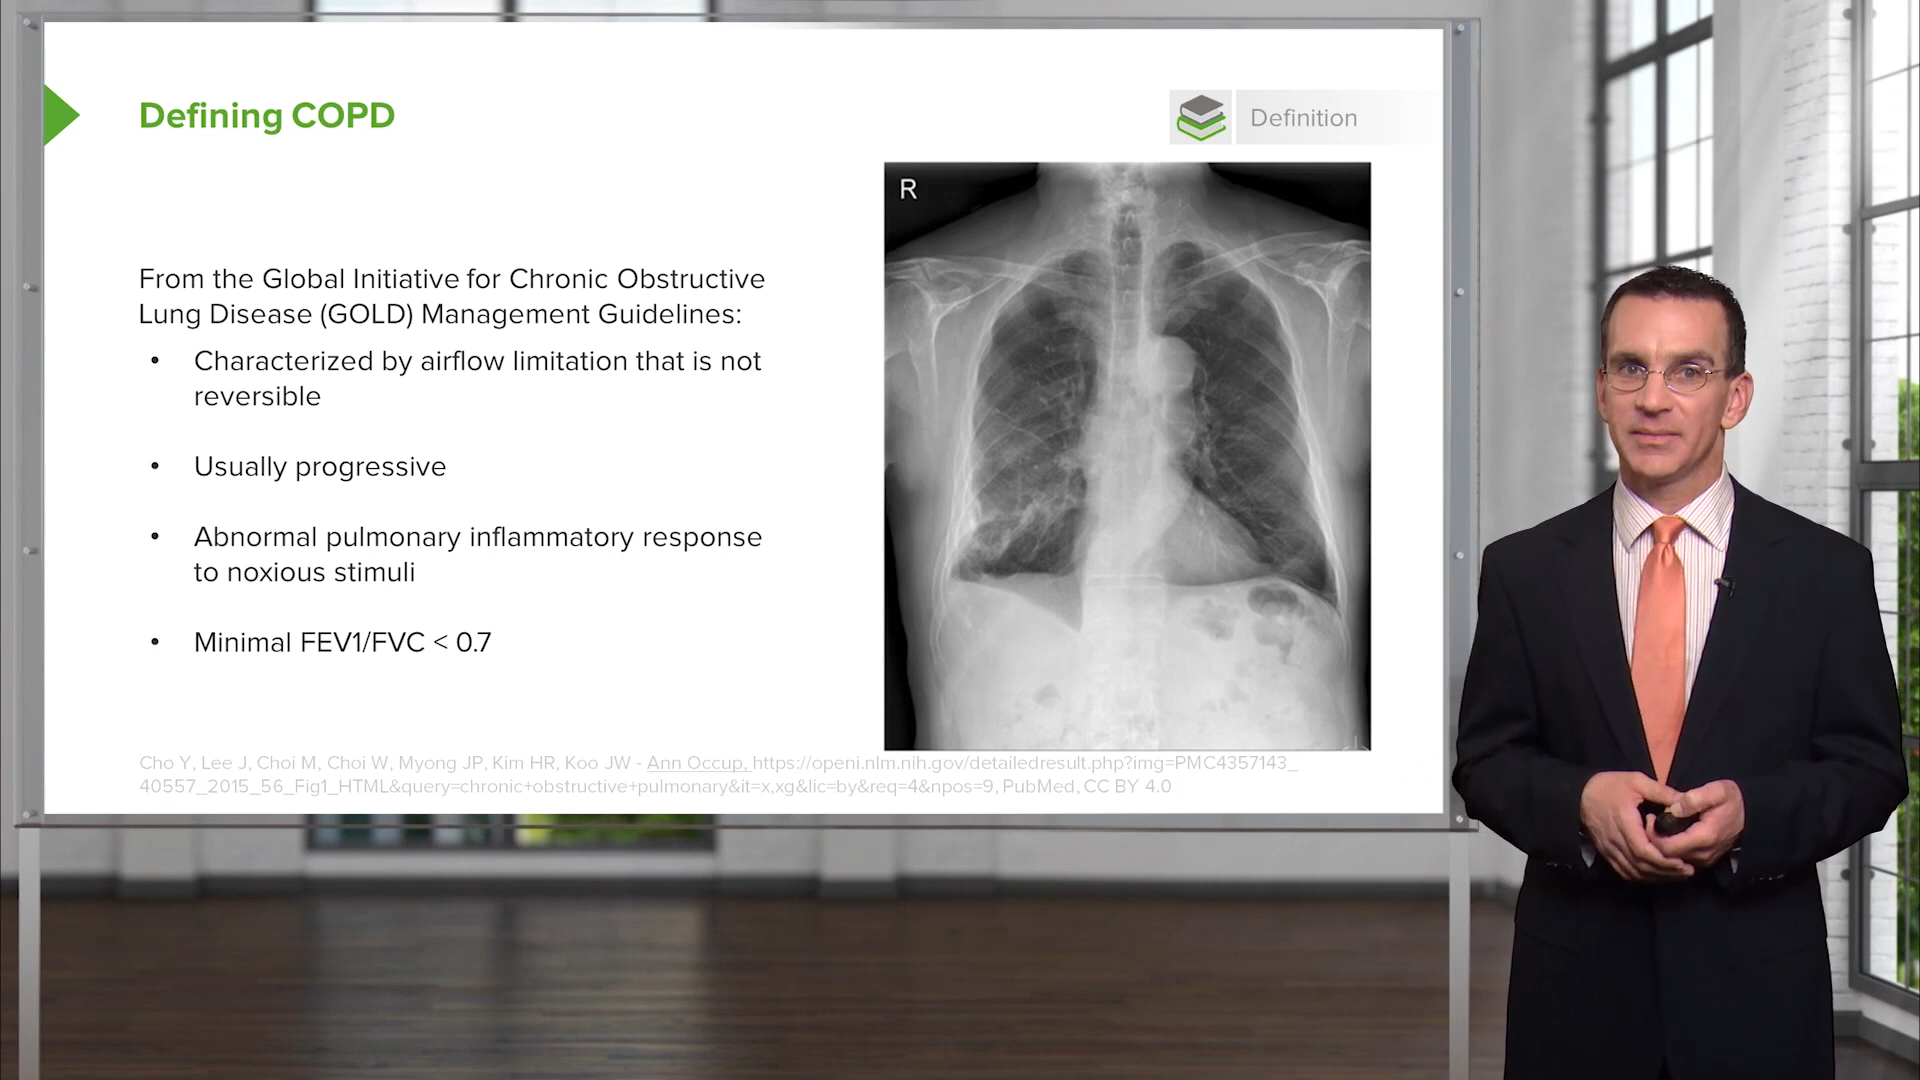 Defining COPD
Definition
R
From the Global Initiative for Chronic Obstructive
Lung Disease (GOLD) Management Guidelines:
• Characterized by airflow limitation that is not
reversible
• Usually progressive
• Abnormal pulmonary inflammatory response
to noxious stimuli
• Minimal FEV1/FVC < 0.7
Cho Y, Lee J, Choi M, Choi W, Myong JP, Kim HR, Koo JW - Ann Occup, https://openi.nlm.nih.gov/detailedresult.php?img=PMC4357143_
40557_2015_56_Fig1_HTML&query=chronic+obstructive+pulmonary&it=x,xg&lic=by&req=4&npos=9, PubMed, CC BY 4.0